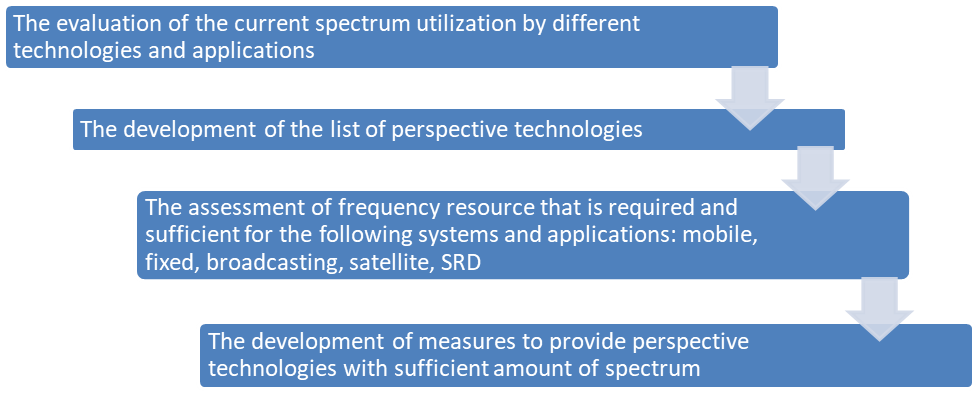 The evaluation of the current spectrum utilization by different
technologies and applications
The development of the list of perspective technologies
The assessment of frequency resource that is required and
sufficient for the following systems and applications: mobile,
fixed, broadcasting, satellite, SRD
The development of measures to provide perspective
technologies with sufficient amount of spectrum